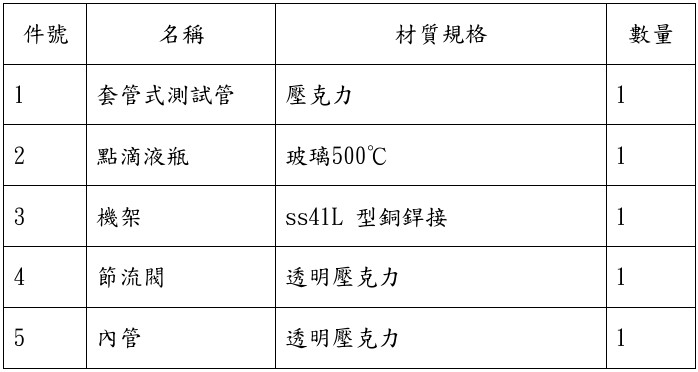 件號 名稱 材質規格 數量
1 套管式測試管 壓克力 1
2 點滴液瓶 玻璃500℃ 1
3 機架 ss41L 型銅銲接 1
4 節流閥 透明壓克力 1
5 內管 透明壓克力 1